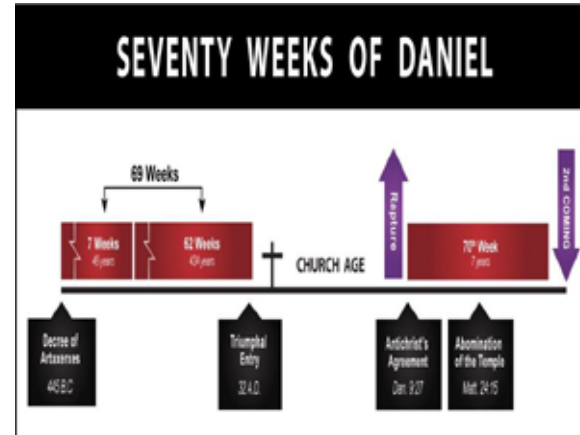 SEVENTY WEEKS OF DANIEL
69 Weeks
7 Weeks
49 years
62 Weeks
434 years
CHURCH AGE
Rapture
70th Week
7 years
2nd COMING
Decree of
Artaxerxes
445 B.C
Triumphal
Entry
32 A.D.
Antichrist's
Agreement
Dan. 9:27
Abomination
of the Temple
Matt. 24:15